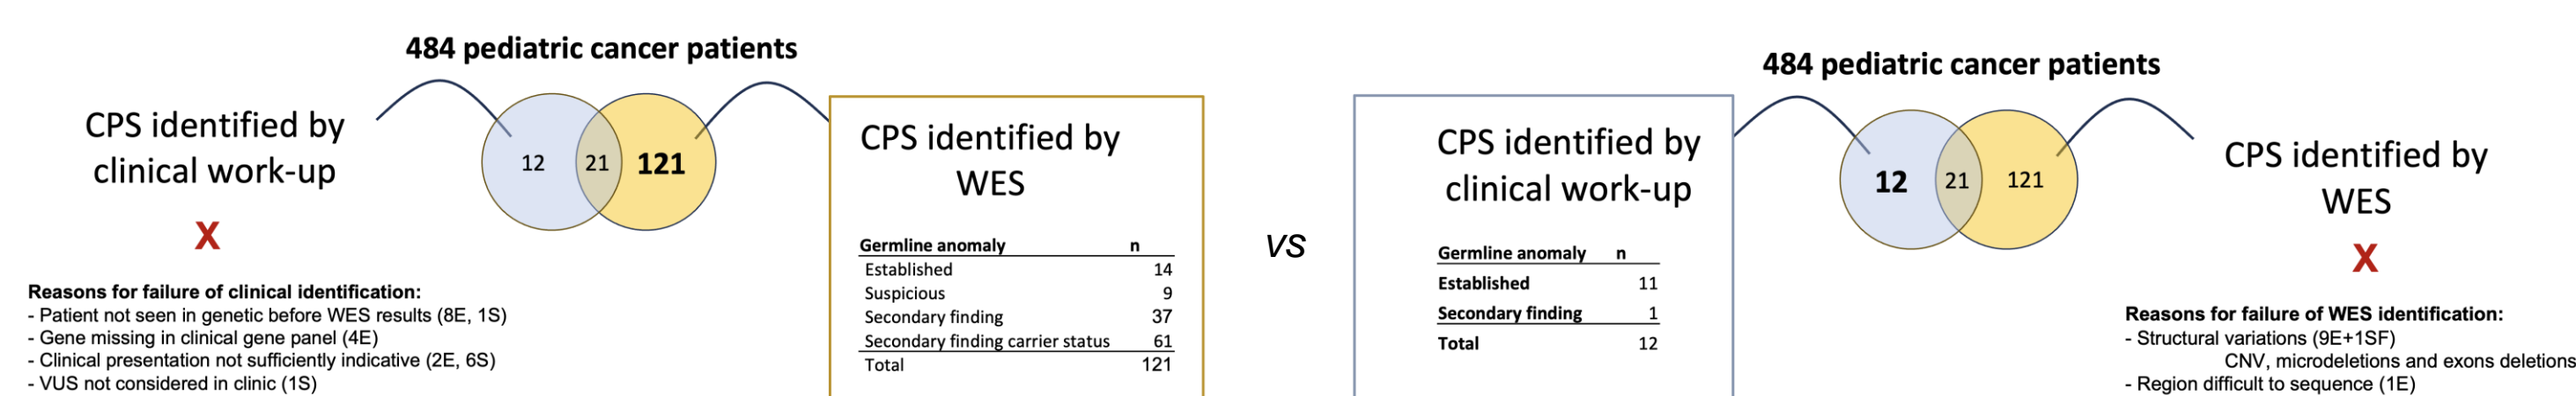 484 pediatric cancer patients
CPS identified by
clinical work-up
X
12
21
121
Reasons for failure of clinical identification:
- Patient not seen in genetic before WES results (8E, 1S)
- Gene missing in clinical gene panel (4E)
- Clinical presentation not sufficiently indicative (2E, 6S)
- VUS not considered in clinic (1S)
CPS identified by
WES
Germline anomaly n
Established 14
Suspicious 9
Secondary finding 37
Secondary finding carrier status 61
Total 121
vs
484 pediatric cancer patients
CPS identified by
clinical work-up
Germline anomaly n
Established 11
Secondary finding 1
Total 12
12
21
121
CPS identified by
WES
X
Reasons for failure of WES identification:
- Structural variations (9E+1SF)
CNV, microdeletions and exons deletions
- Region difficult to sequence (1E)